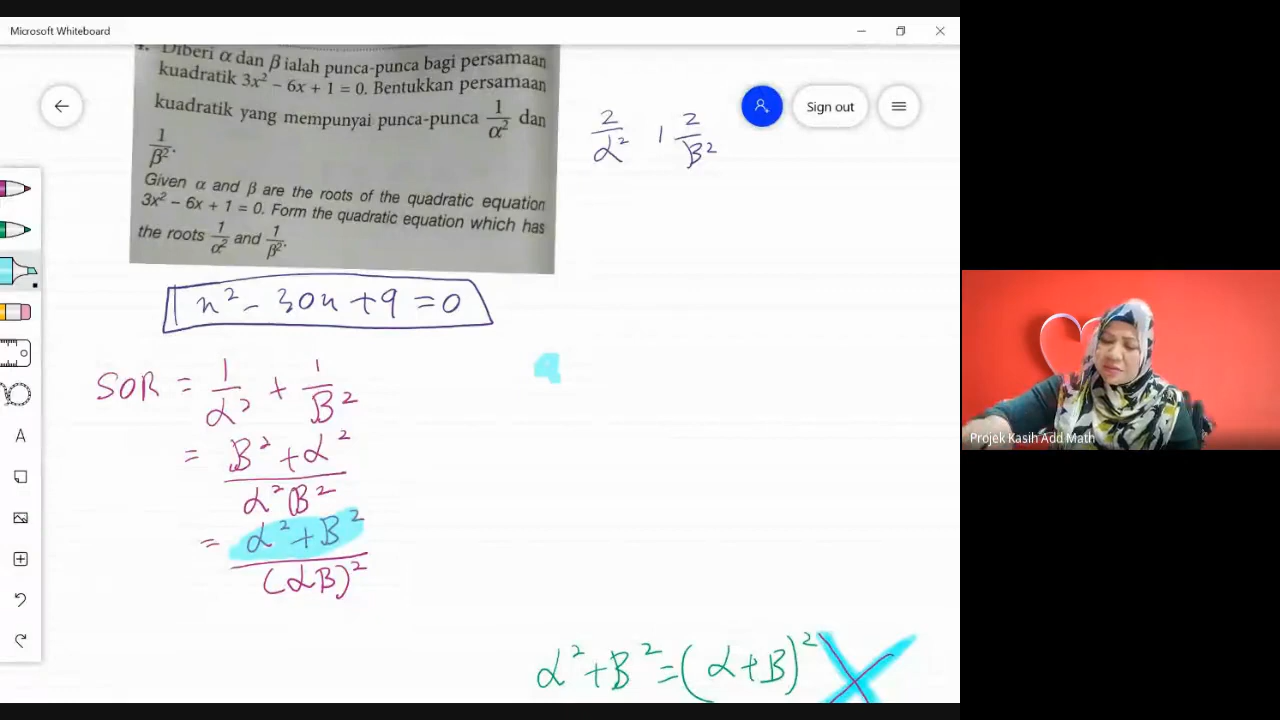 Microsoft Whiteboard
4. Diberi α dan β ialah punca-punca bagi persamaan
kuadratik 3x² − 6x + 1 = 0. Bentukkan persamaan
kuadratik yang mempunyai punca-punca 1/α² dan
1/β².
Given α and β are the roots of the quadratic equation
3x² − 6x + 1 = 0. Form the quadratic equation which has
the roots 1/α² and 1/β².
2/α² , 2/β²
Sign out
x² − 30x + 9 = 0
SOR = 1/α² + 1/β²
= β² + α² / α²β²
= α² + β² / (αβ)²
α² + β² = (α + β)²
A
Projek Kasih Add Math